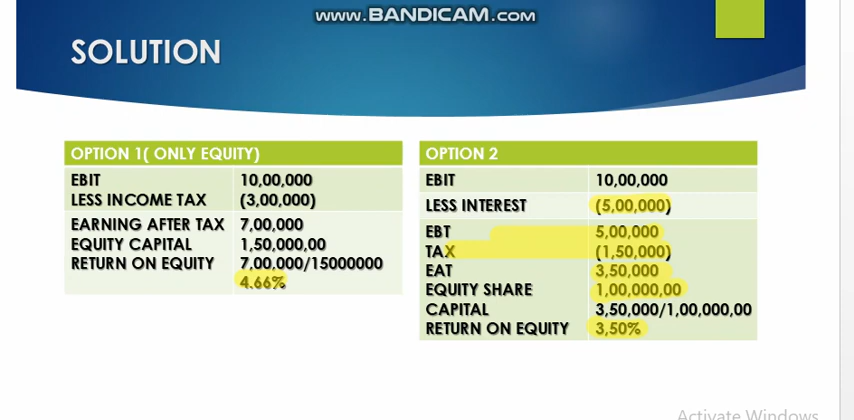 www.BANDICAM.com
SOLUTION
OPTION 1( ONLY EQUITY)
EBIT 10,00,000
LESS INCOME TAX (3,00,000)
EARNING AFTER TAX 7,00,000
EQUITY CAPITAL 1,50,000,00
RETURN ON EQUITY 7,00,000/15000000
4.66%
OPTION 2
EBIT 10,00,000
LESS INTEREST (5,00,000)
EBT 5,00,000
TAX (1,50,000)
EAT 3,50,000
EQUITY SHARE 1,00,000,00
CAPITAL 3,50,000/1,00,000,00
RETURN ON EQUITY 3,50%
Activate Windows